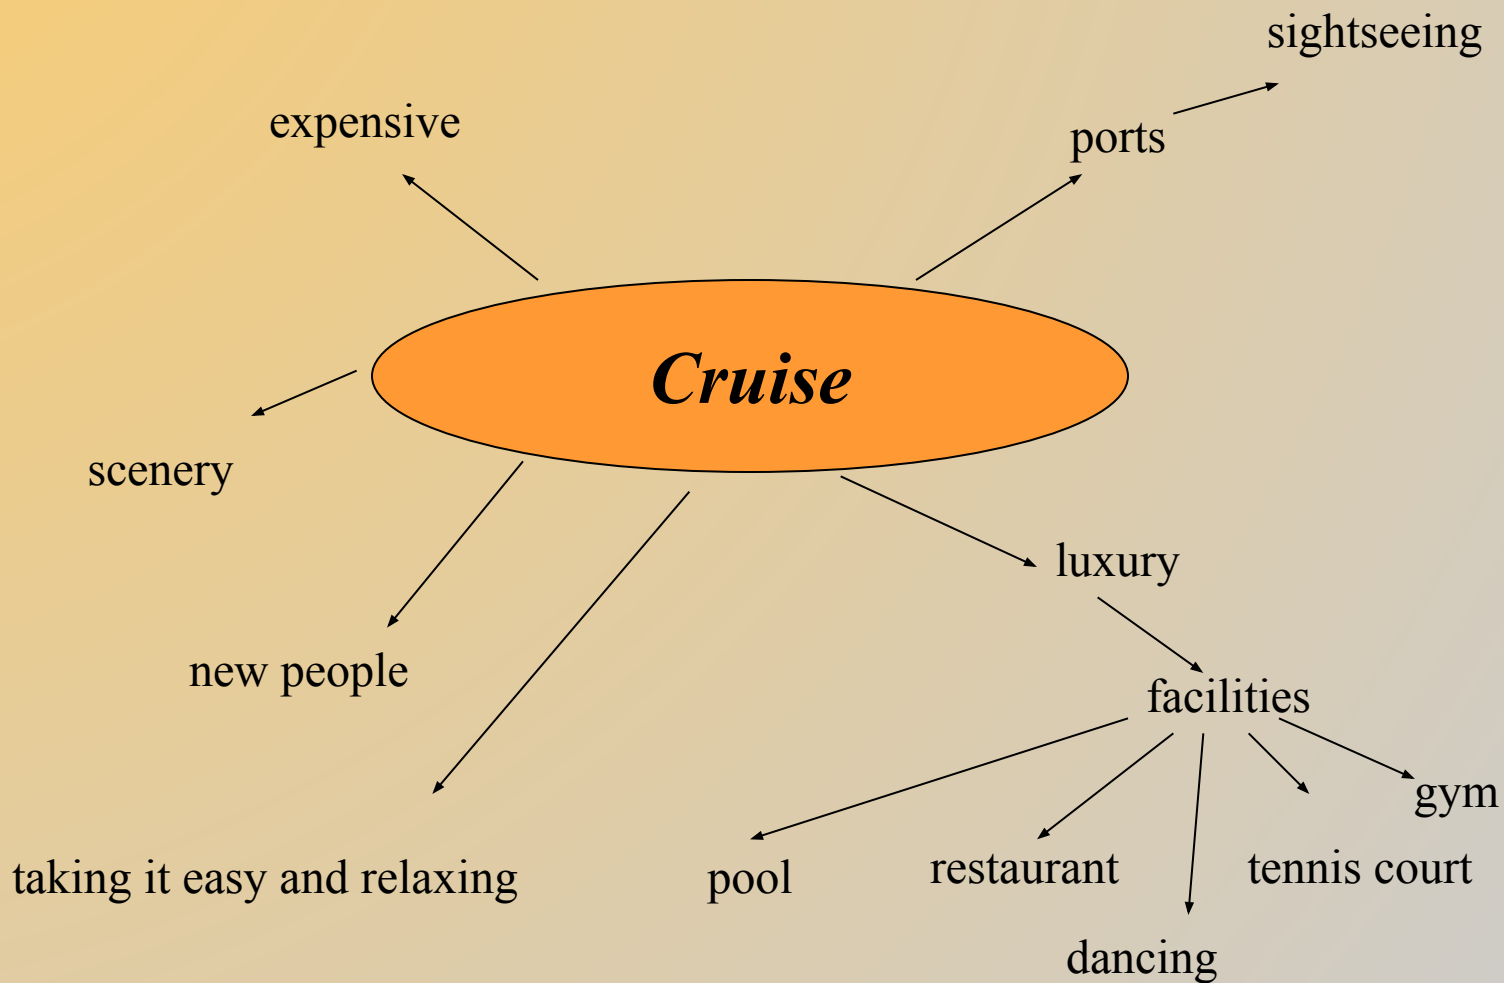 sightseeing
expensive
ports
Cruise
scenery
luxury
new people
facilities
gym
taking it easy and relaxing
pool
restaurant
tennis court
dancing